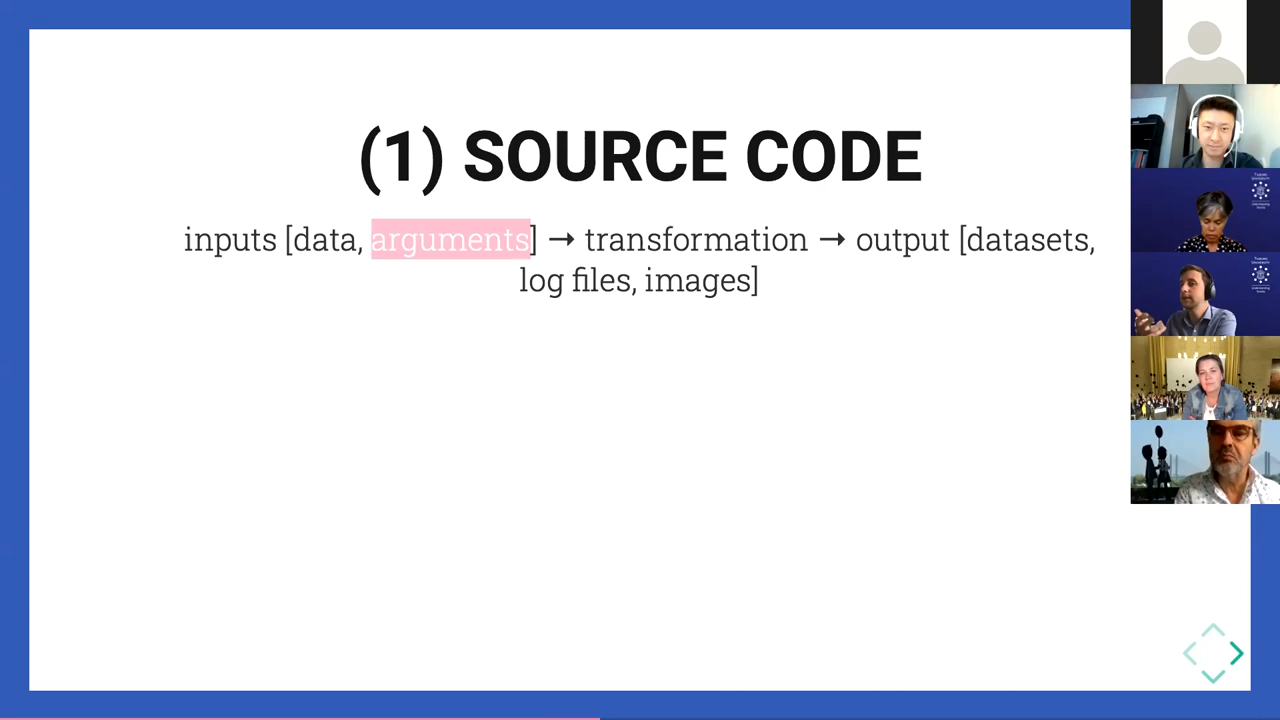 (1) SOURCE CODE
inputs [data, arguments] → transformation → output [datasets,
log files, images]